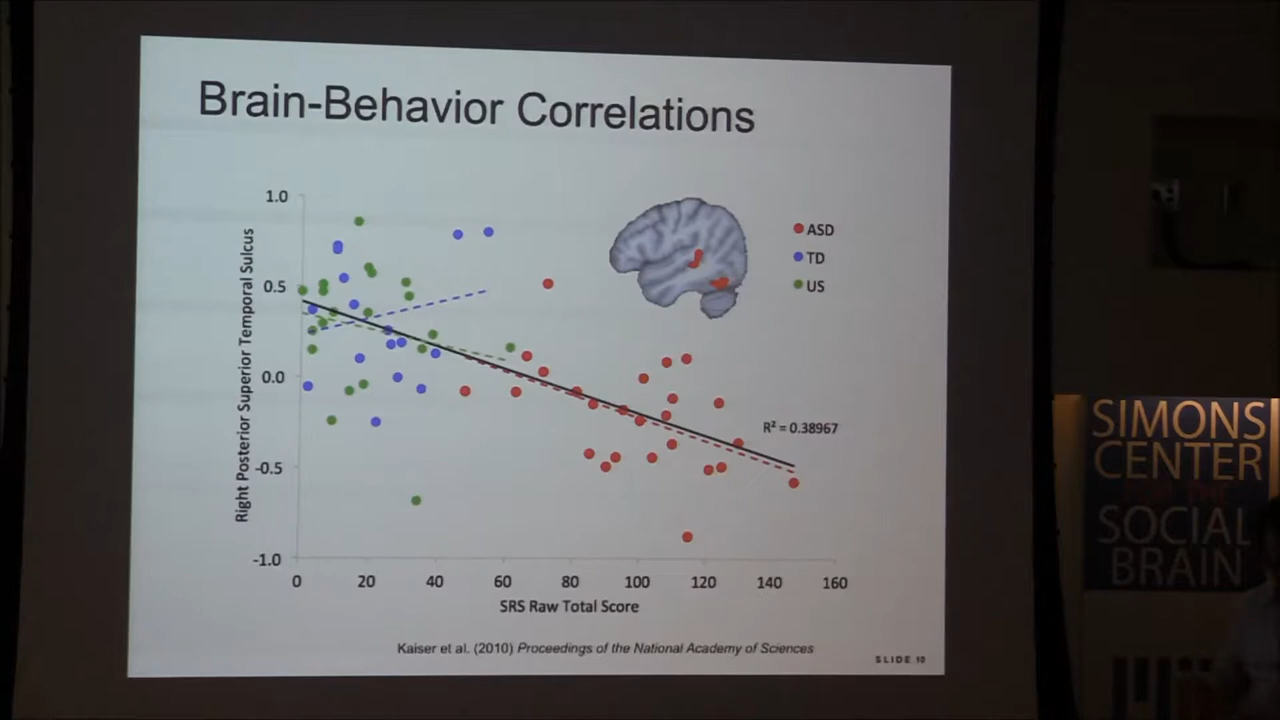 Brain-Behavior Correlations
1.0
0.5
0.0
-0.5
-1.0
Right Posterior Superior Temporal Sulcus
ASD
TD
US
R² = 0.38967
0 20 40 60 80 100 120 140 160
SRS Raw Total Score
Kaiser et al. (2010) Proceedings of the National Academy of Sciences
SLIDE 10
SIMONS
CENTER
FOR THE
SOCIAL
BRAIN